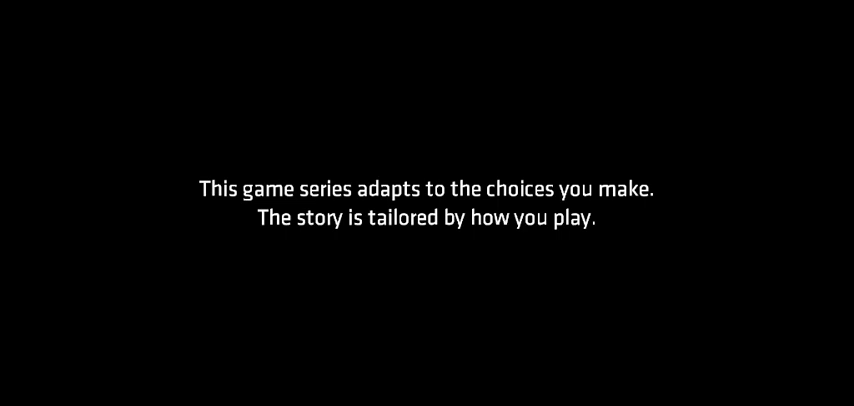 This game series adapts to the choices you make.
The story is tailored by how you play.